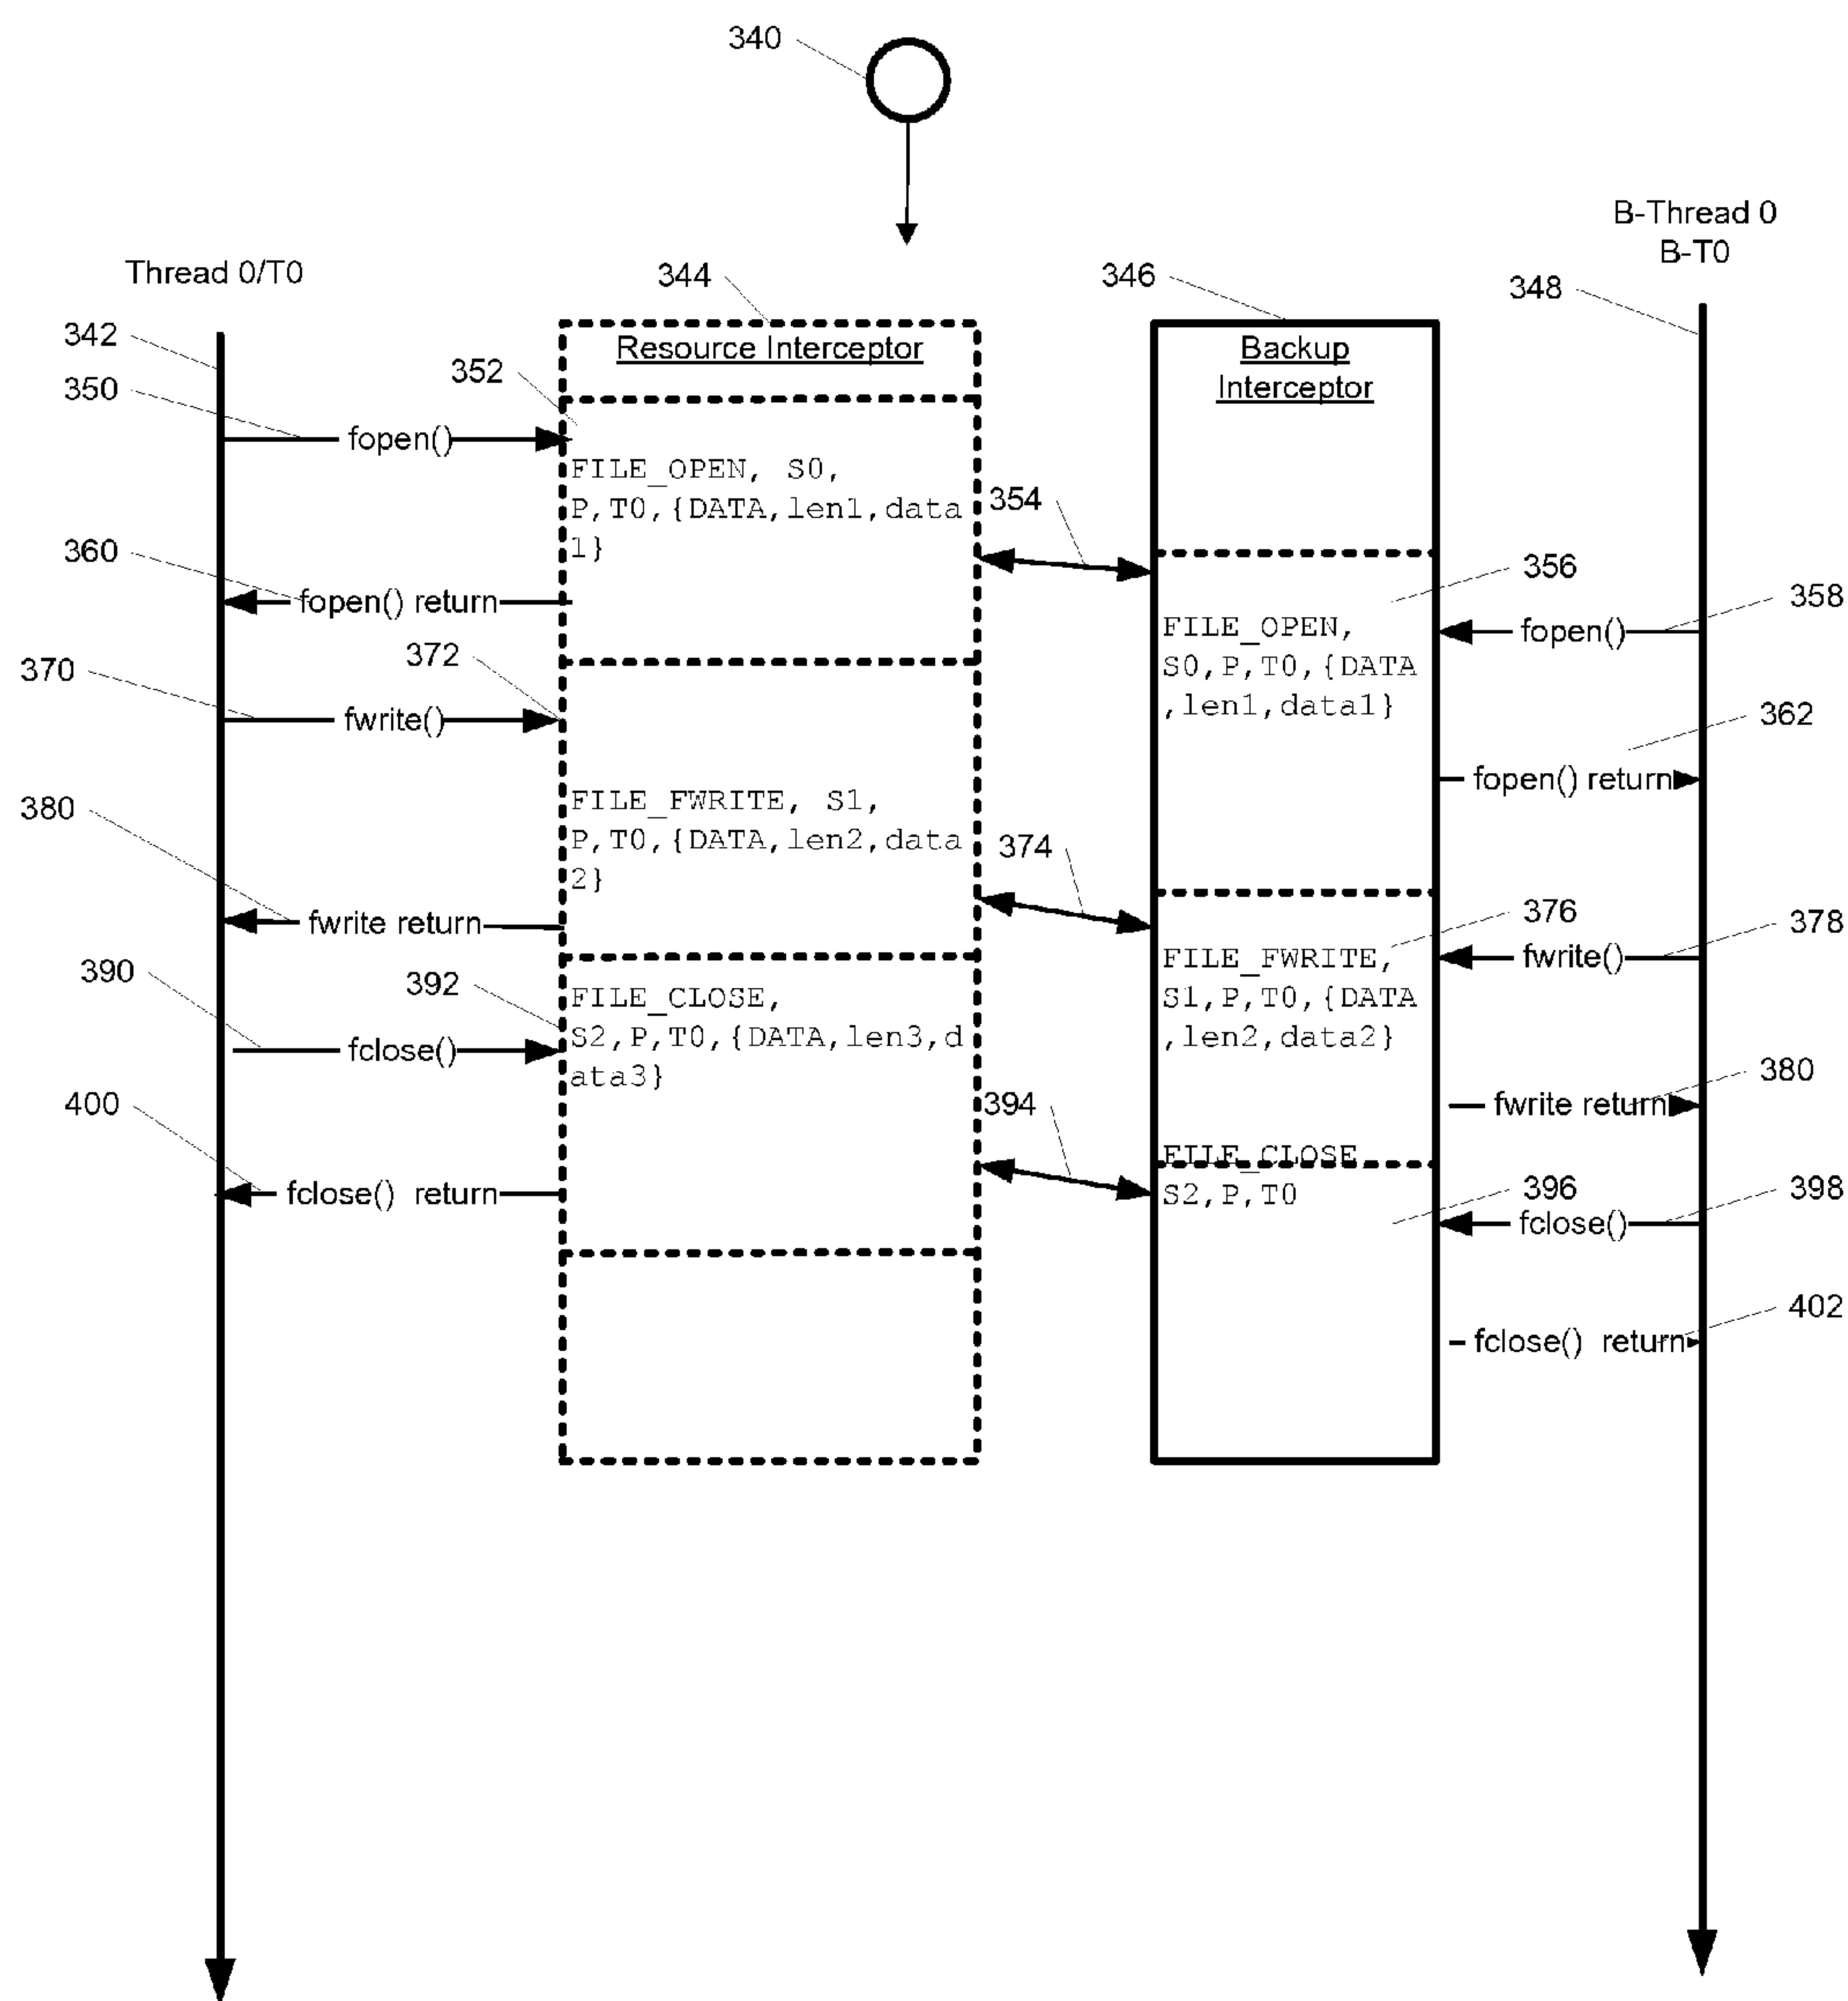 340
B-Thread 0
B-T0
Thread 0/T0
344
346
348
342
Resource Interceptor
Backup
Interceptor
350
352
fopen()
FILE_OPEN, S0,
P,T0,{DATA,len1,data
1}
354
360
fopen() return
356
358
FILE_OPEN,
S0,P,T0,{DATA
,len1,data1}
fopen()
370
372
fwrite()
362
fopen() return
380
FILE_FWRITE, S1,
P,T0,{DATA,len2,data
2}
374
fwrite return
376
378
FILE_FWRITE,
S1,P,T0,{DATA
,len2,data2}
fwrite()
390
392
FILE_CLOSE,
S2,P,T0,{DATA,len3,d
ata3}
fclose()
380
fwrite return
400
394
fclose() return
FILE_CLOSE
S2,P,T0
396
398
fclose()
402
fclose() return